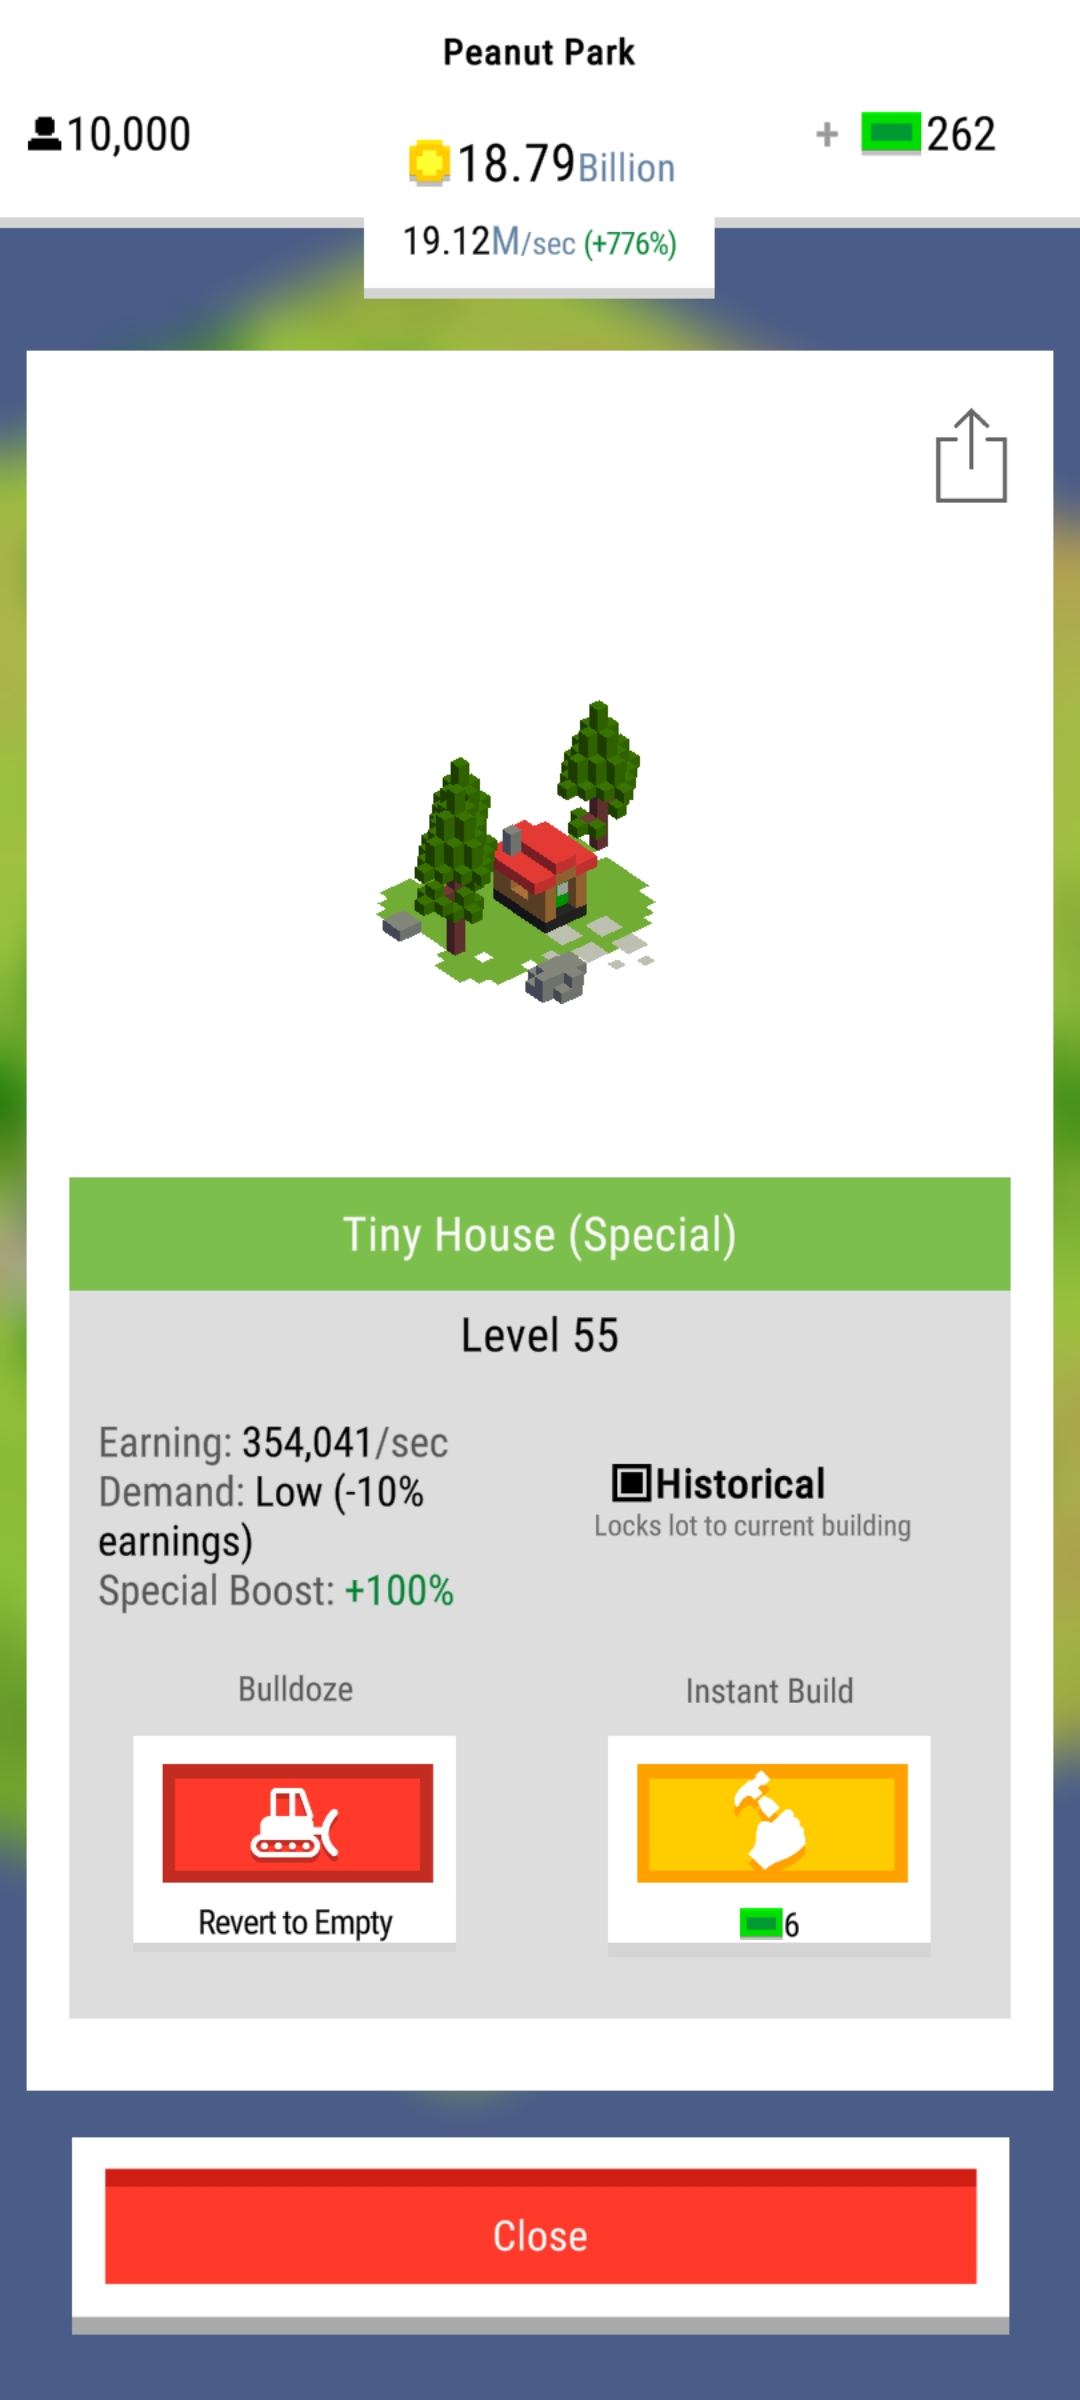 Peanut Park
10,000
18.79Billion
+ 262
19.12M/sec (+776%)
Tiny House (Special)
Level 55
Earning: 354,041/sec
Demand: Low (-10%
earnings)
Special Boost: +100%
Historical
Locks lot to current building
Bulldoze
Revert to Empty
Instant Build
6
Close